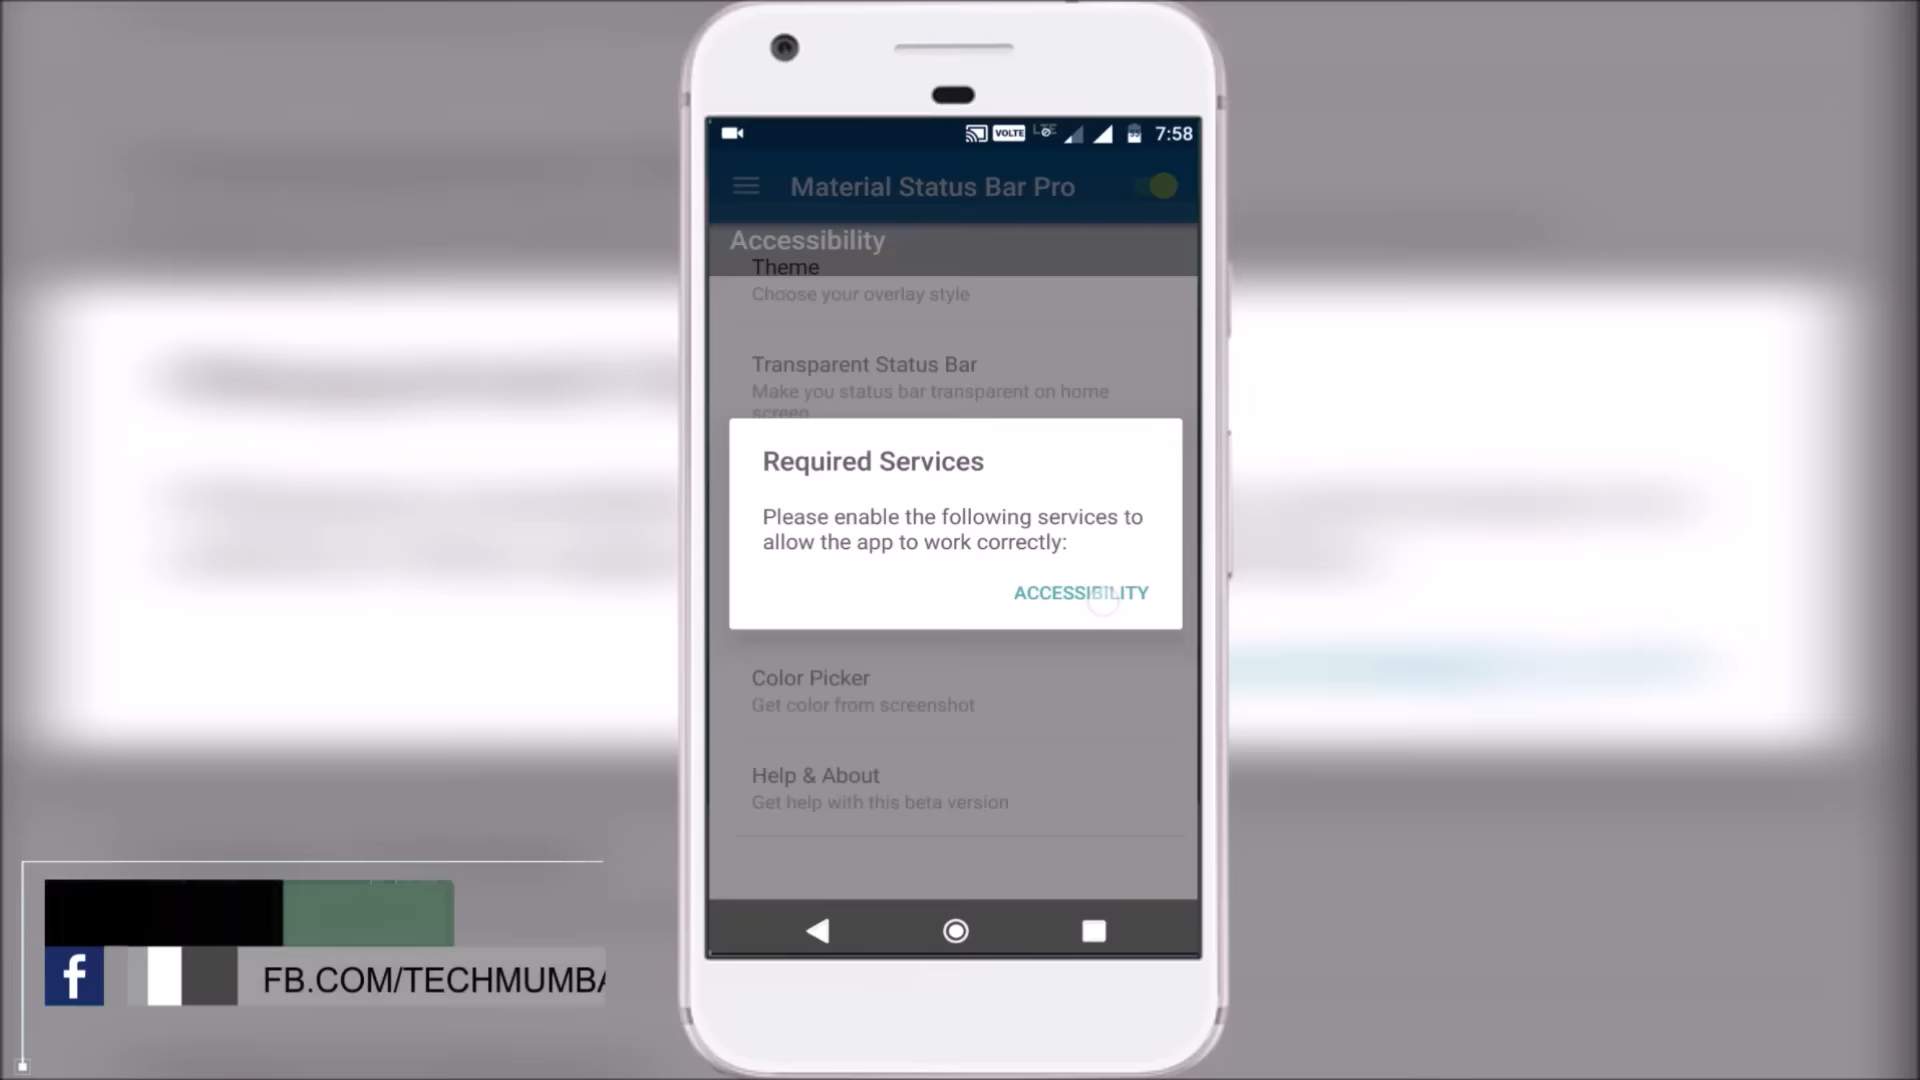 VOLTE LTE 7:58
Material Status Bar Pro
Accessibility
Theme
Choose your overlay style
Transparent Status Bar
Make you status bar transparent on home
screen
Required Services
Please enable the following services to
allow the app to work correctly:
ACCESSIBILITY
Color Picker
Get color from screenshot
Help & About
Get help with this beta version
f FB.COM/TECHMUMBA